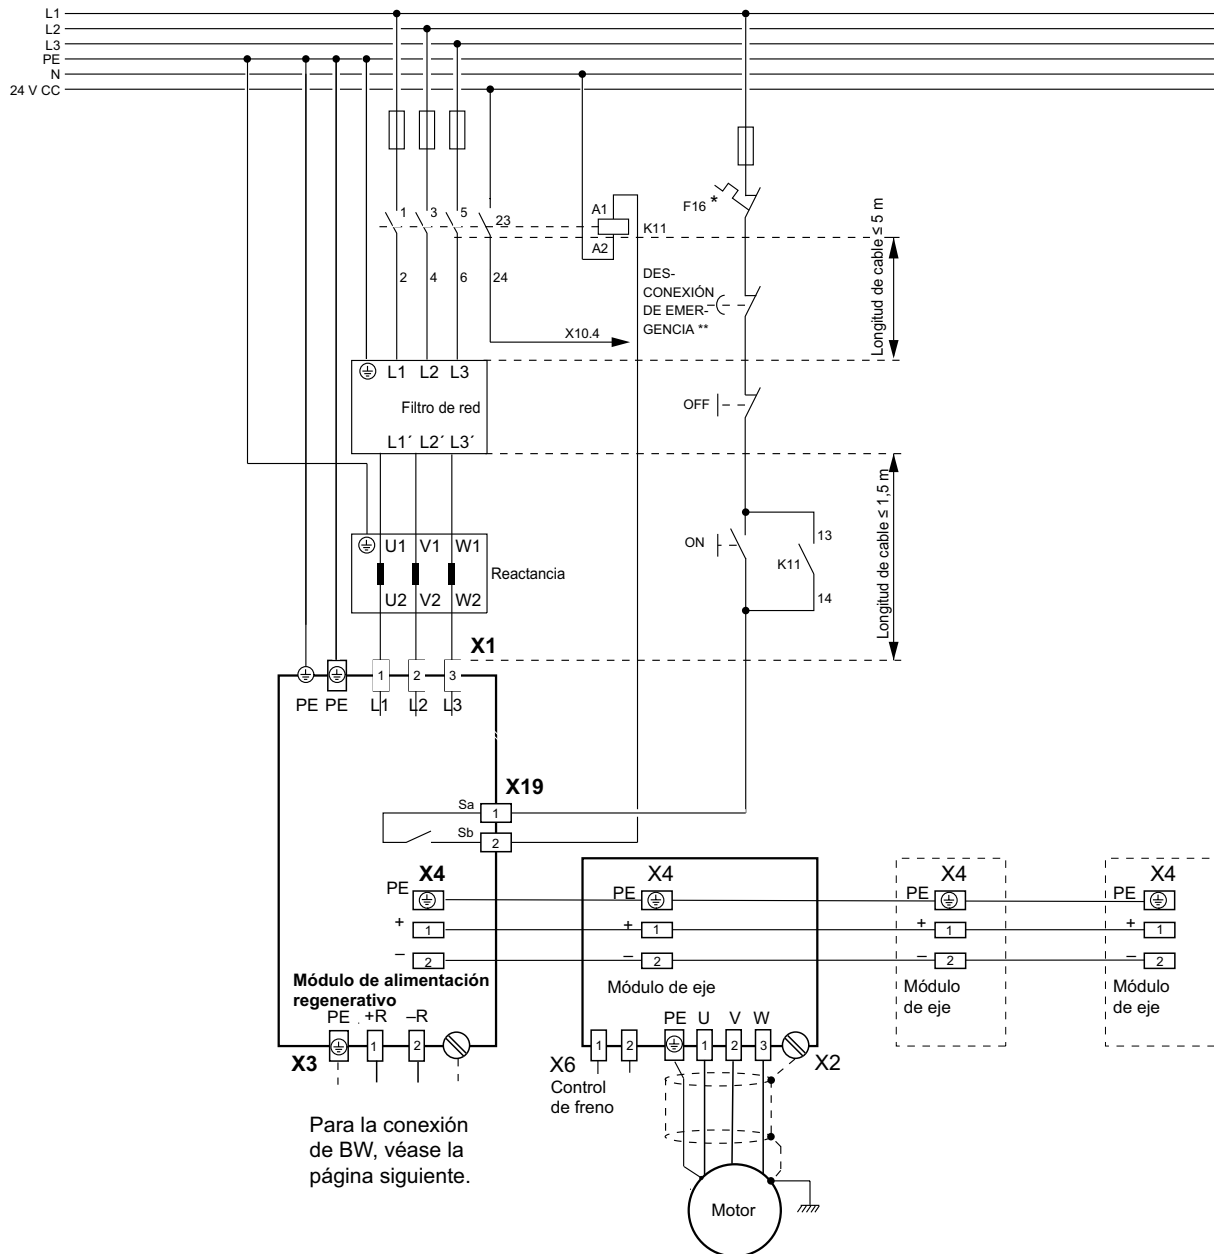 L1
L2
L3
PE
N
24 V CC
1
3
5
23
A1
K11
A2
F16 *
2
4
6
24
X10.4
DES-
CONEXIÓN
DE EMER-
GENCIA **
Longitud de cable ≤ 5 m
L1 L2 L3
Filtro de red
L1´ L2´ L3´
OFF
U1 V1 W1
Reactancia
U2 V2 W2
ON
13
K11
14
Longitud de cable ≤ 1,5 m
X1
1 2 3
PE PE L1 L2 L3
X19
Sa 1
Sb 2
X4
PE
+ 1
– 2
Módulo de alimentación
regenerativo
PE +R –R
1 2
X3
Para la conexión
de BW, véase la
página siguiente.
X4
PE
+ 1
– 2
Módulo de eje
PE U V W
1 2 1 2 3
X6
Control
de freno
X2
Motor
X4
PE
+ 1
– 2
Módulo
de eje
X4
PE
+ 1
– 2
Módulo
de eje